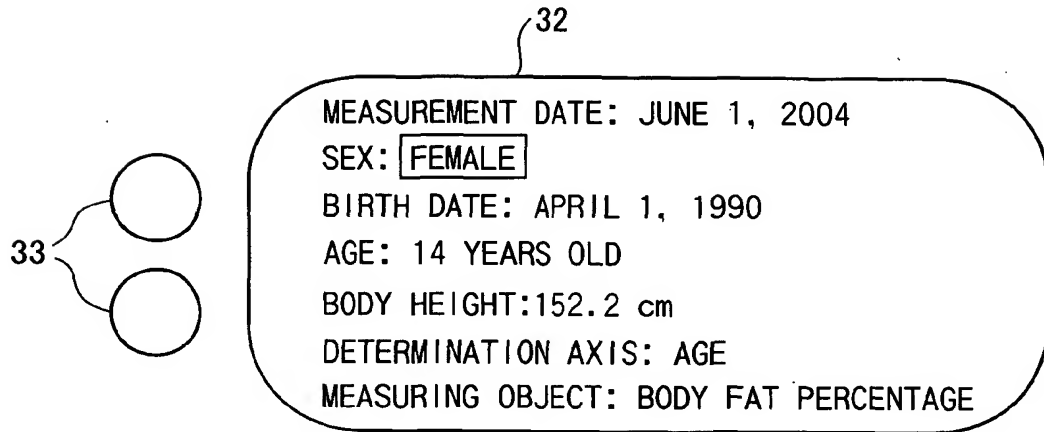 32
MEASUREMENT DATE: JUNE 1, 2004
SEX: FEMALE
BIRTH DATE: APRIL 1, 1990
33
AGE: 14 YEARS OLD
BODY HEIGHT:152.2 cm
DETERMINATION AXIS: AGE
MEASURING OBJECT: BODY FAT PERCENTAGE